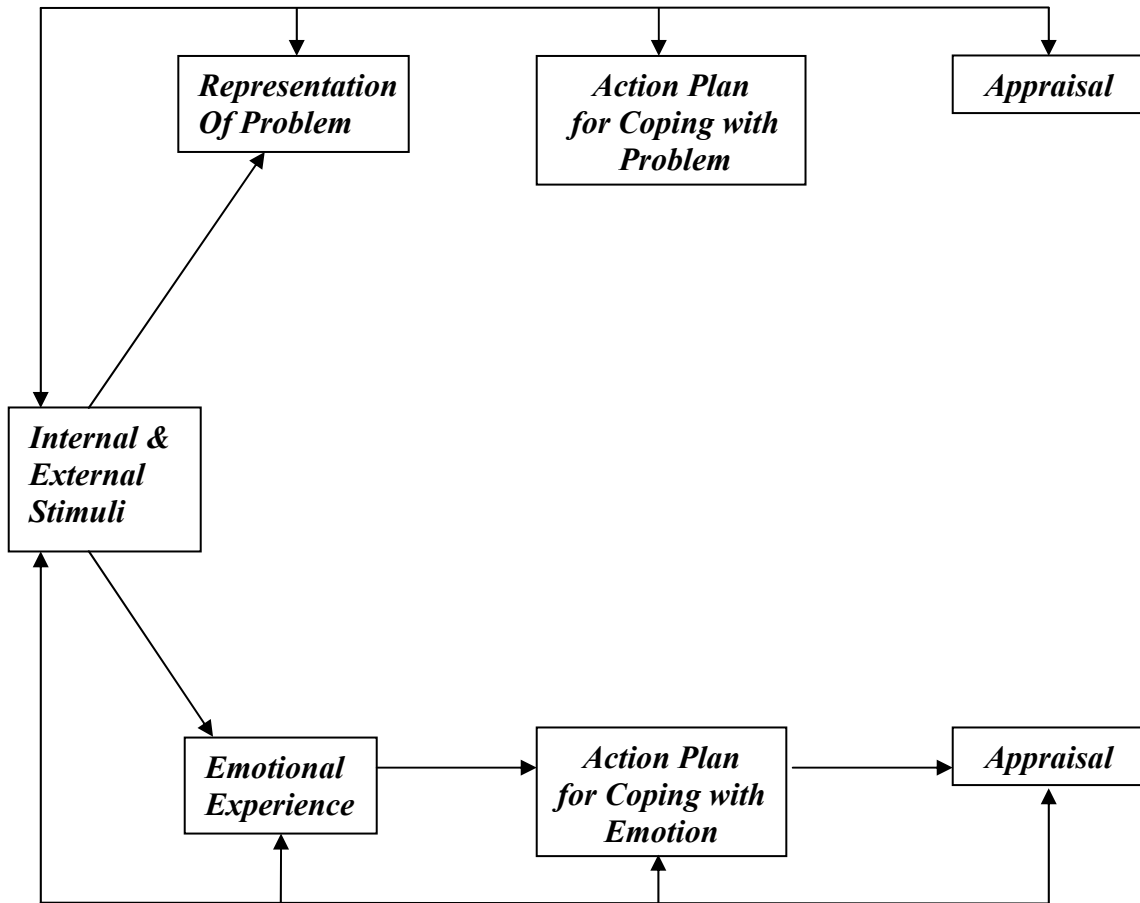 Representation
Of Problem
Action Plan
for Coping with
Problem
Appraisal
Internal &
External
Stimuli
Emotional
Experience
Action Plan
for Coping with
Emotion
Appraisal